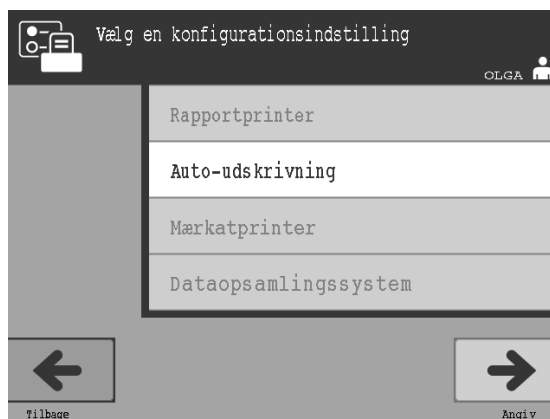 Vælg en konfigurationsindstilling
OLGA
Rapportprinter
Auto-udskrivning
Mærkatprinter
Dataopsamlingssystem
Tilbage
Angiv